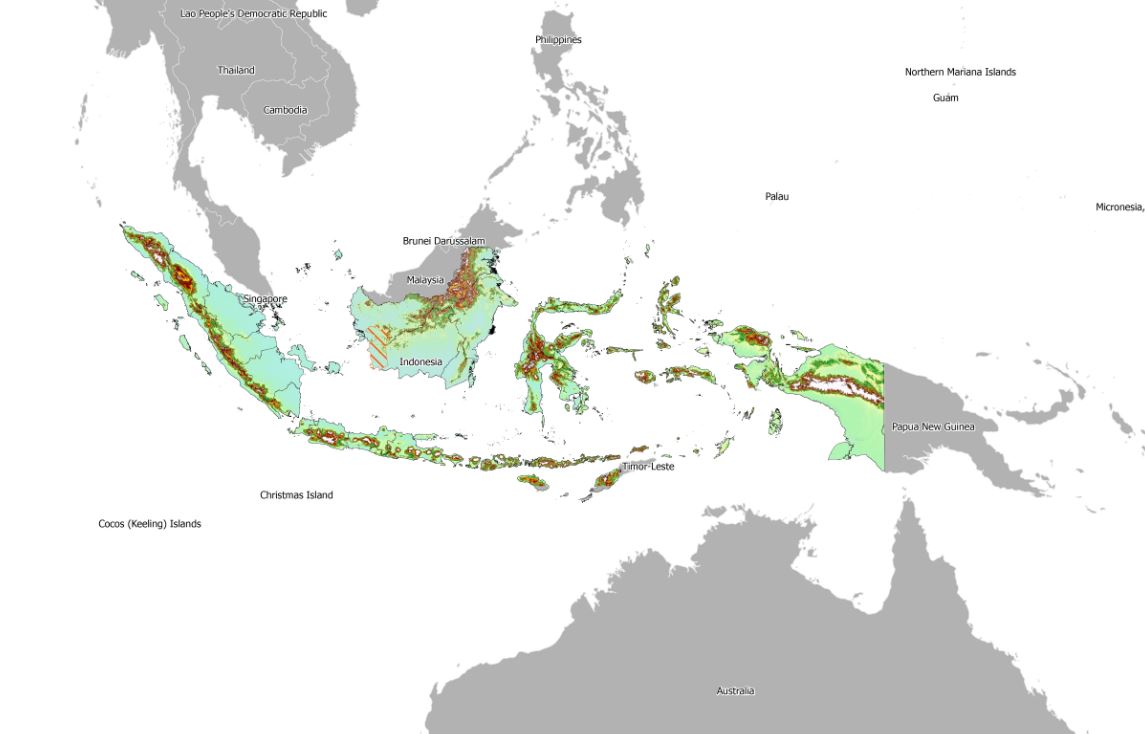 Lao People's Democratic Republic
Philippines
Thailand
Northern Mariana Islands
Guam
Cambodia
Palau
Micronesia,
Brunei Darussalam
Malaysia
Singapore
Indonesia
Papua New Guinea
Timor-Leste
Christmas Island
Cocos (Keeling) Islands
Australia